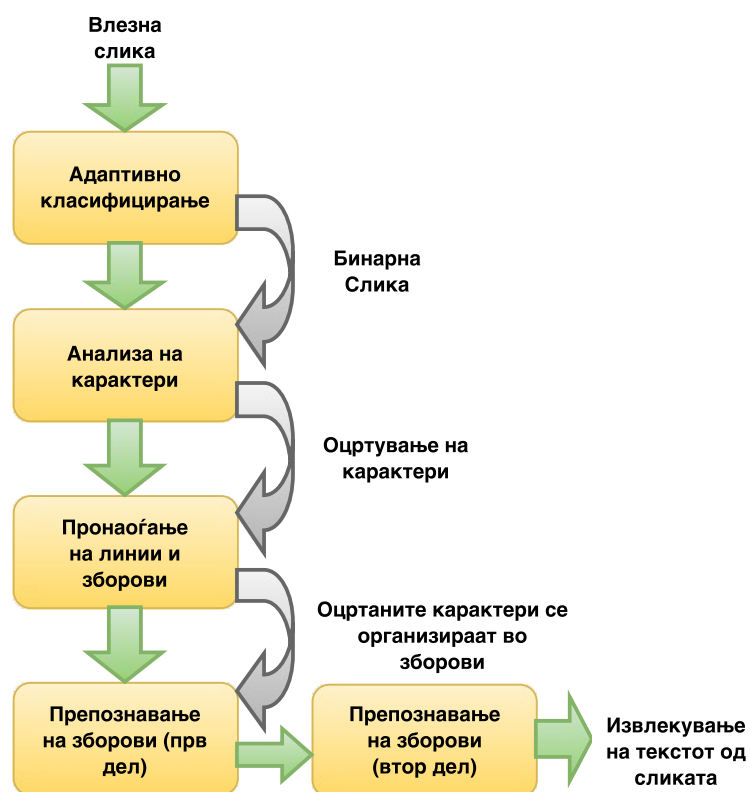 Влезна
слика
Адаптивно
класифицирање
Бинарна
Слика
Анализа на
карактери
Оцртување на
карактери
Пронаоѓање
на линии и
зборови
Оцртаните карактери се
организираат во
зборови
Препознавање
на зборови (прв
дел)
Препознавање
на зборови
(втор дел)
Извлекување
на текстот од
сликата